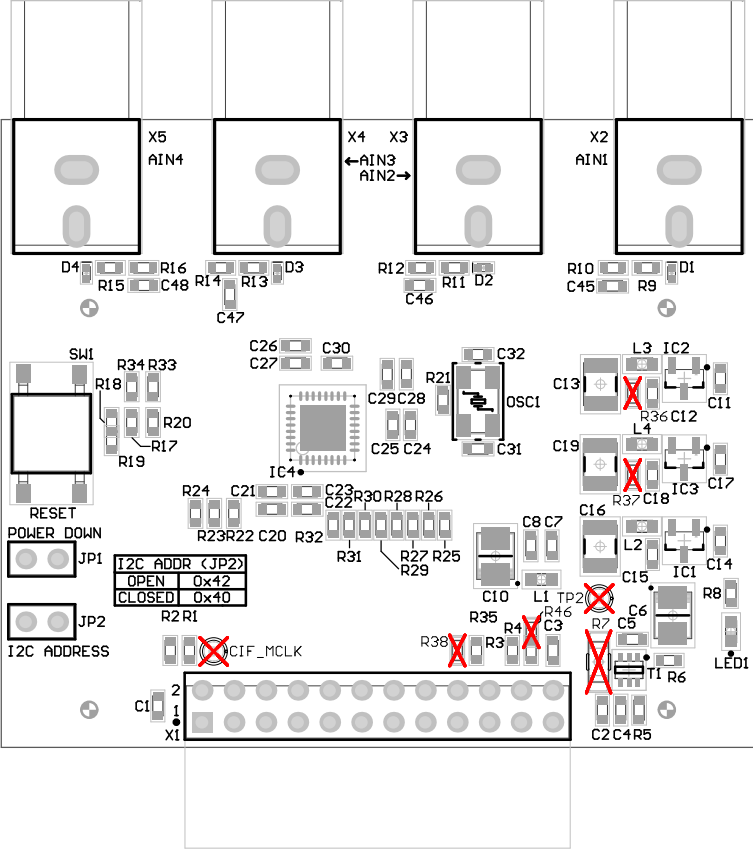 X5 X4 X3 X2
AIN4 ←AIN3 AIN1
AIN2→
D4 R16 R14 R13 D3 R12 R11 D2 R10 R9 D1
R15 C48 C47 C46 C45
SW1 C26 C30 C32 L3 IC2
C27
R18 R34 R33 C29 C28 R21 OSC1 C13 R36 C12 C11
R20 L4
R17 C25 C24 C31 C19
R19 IC4 R37 C18 IC3 C17
R24 C21 C23 R30 R28 R26
C22 C16
RESET R23 R22 C20 R32 R31 R29 R27 R25 C8 C7 L2 C15 IC1 C14
POWER DOWN
JP1
I2C ADDR (JP2)
OPEN 0x42
CLOSED 0x40
C10 L1 TP2 C6 R8
JP2 R2 R1 R35 R46 R7 C5
I2C ADDRESS CIF_MCLK R38 R3 R4 C3 T1 R6 LED1
2
C1 1
X1 C2 C4 R5